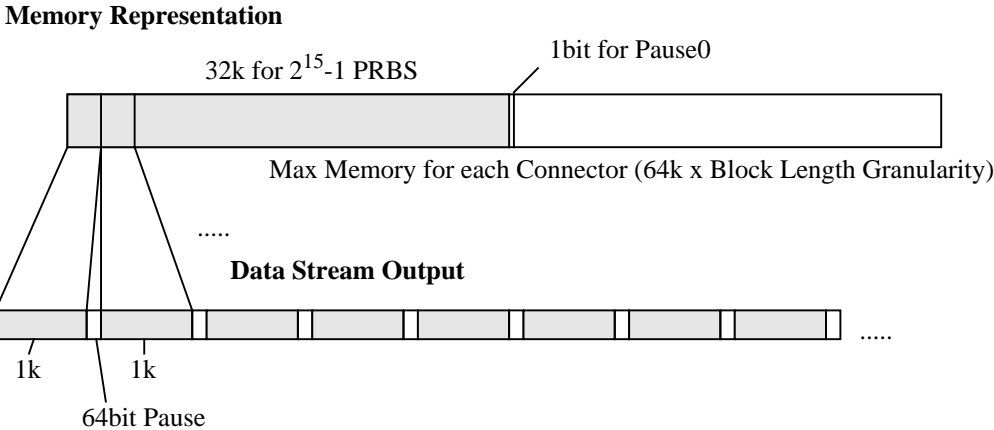 Memory Representation
1bit for Pause0
32k for 2^15-1 PRBS
Max Memory for each Connector (64k x Block Length Granularity)
.....
Data Stream Output
.....
1k
1k
64bit Pause